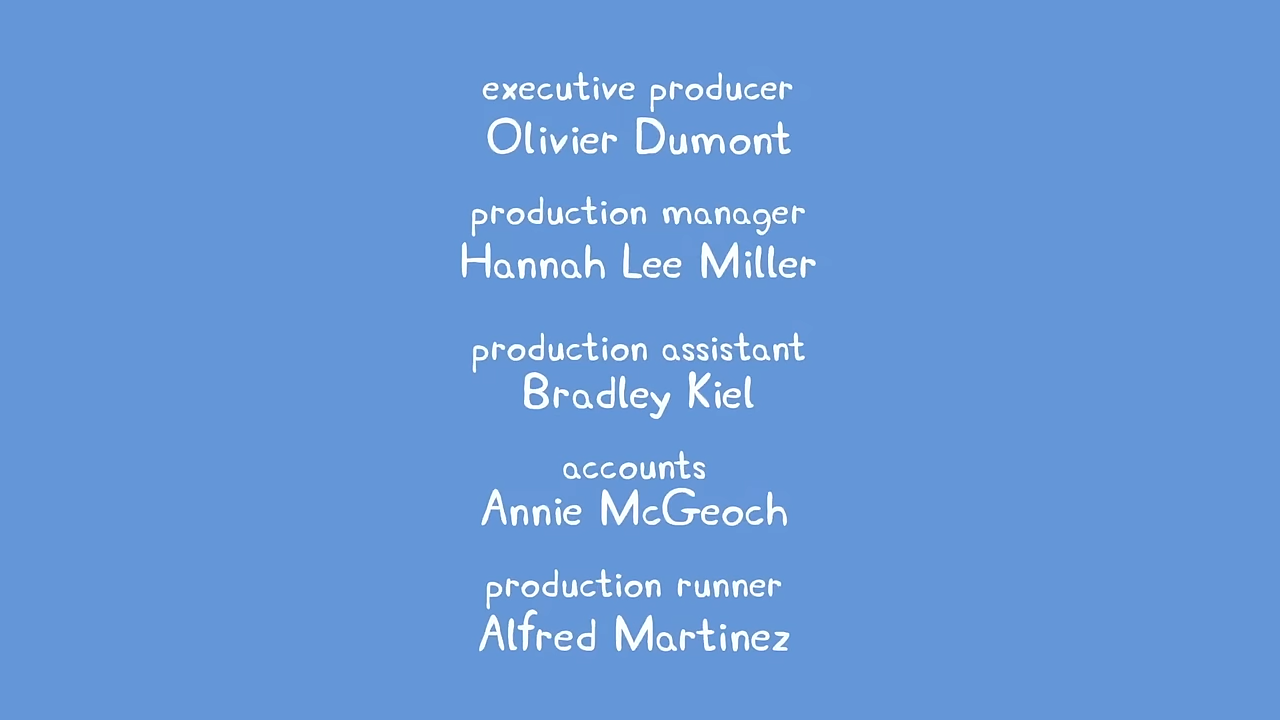 executive producer
Olivier Dumont
production manager
Hannah Lee Miller
production assistant
Bradley Kiel
accounts
Annie McGeoch
production runner
Alfred Martinez